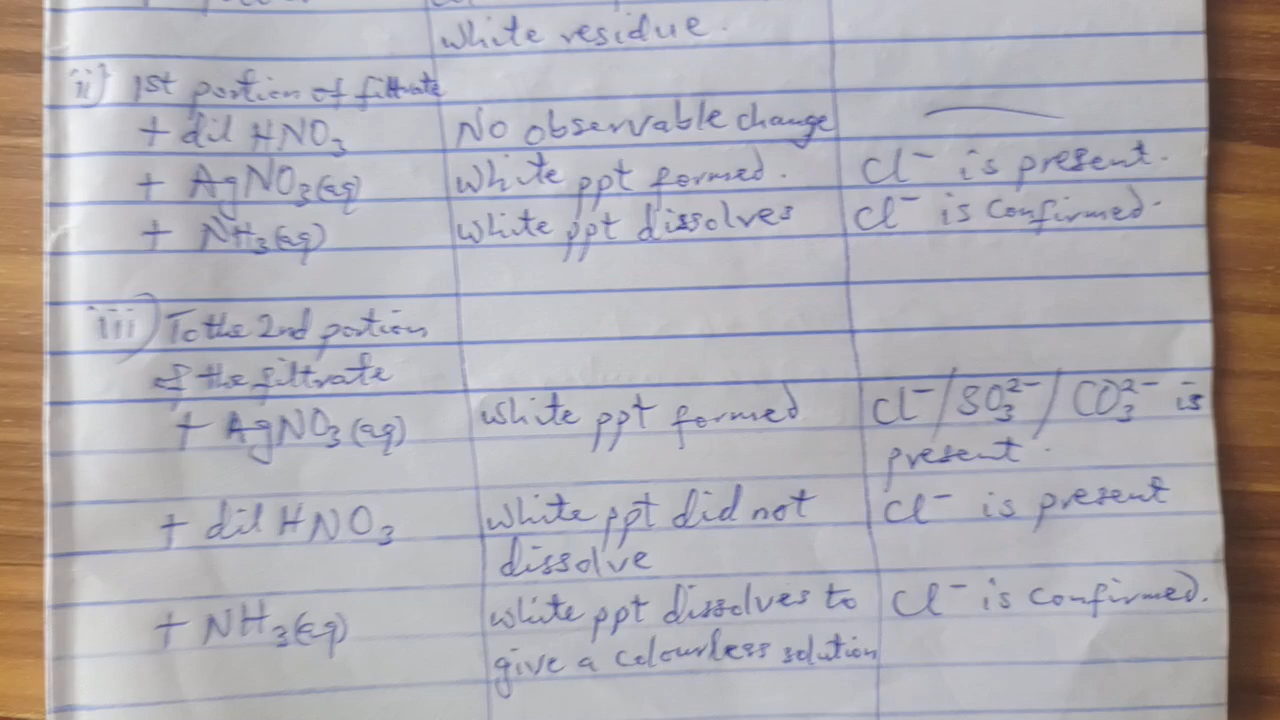 white residue.
ii) 1st portion of filtrate
+ dil HNO₃ No observable change
+ AgNO₃(aq) White ppt formed. Cl⁻ is present.
+ NH₃(aq) White ppt dissolves Cl⁻ is confirmed.
iii) To the 2nd portion
of the filtrate
+ AgNO₃(aq) White ppt formed Cl⁻/SO₃²⁻/CO₃²⁻ is
present.
+ dil HNO₃ White ppt did not Cl⁻ is present
dissolve
+ NH₃(aq) White ppt dissolves to Cl⁻ is confirmed.
give a colourless solution